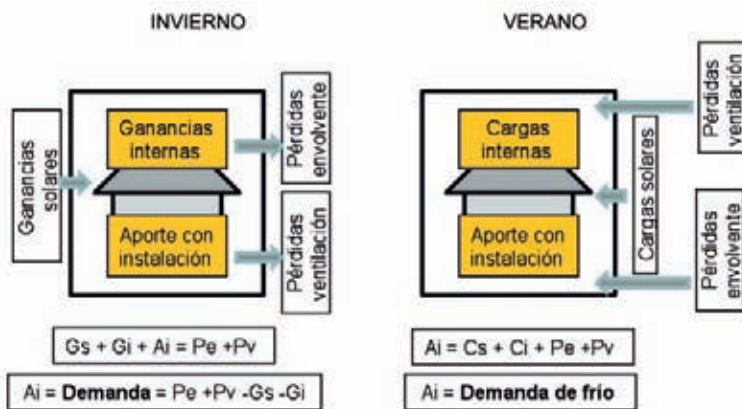 INVIERNO
Ganancias
solares
Ganancias
internas
Aporte con
instalación
Pérdidas
envolvente
Pérdidas
ventilación
Gs + Gi + Ai = Pe +Pv
Ai = Demanda = Pe +Pv -Gs -Gi
VERANO
Cargas
internas
Aporte con
instalación
Cargas solares
Pérdidas
ventilación
Pérdidas
envolvente
Ai = Cs + Ci + Pe +Pv
Ai = Demanda de frío